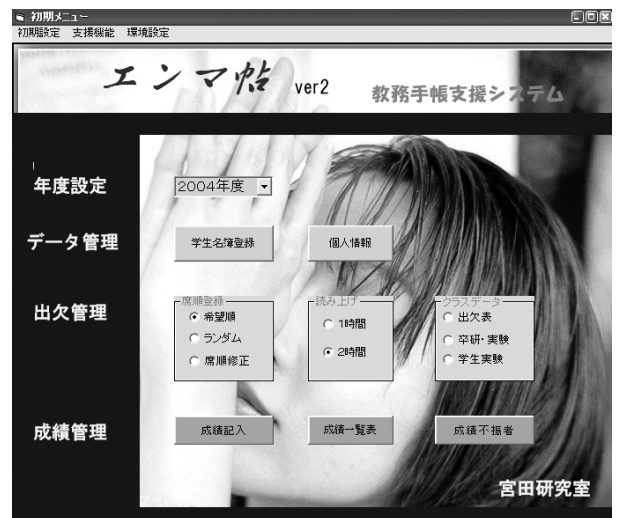 初期メニュー
初期設定 支援機能 環境設定
エンマ帖 ver2 教務手帳支援システム
年度設定 2004年度
データ管理 学生名簿登録 個人情報
出欠管理
席順登録 読み上げ クラスデータ
希望順 1時間 出欠表
ランダム 2時間 卒研・実験
席順修正 学生実験
成績管理 成績記入 成績一覧表 成績不振者
宮田研究室